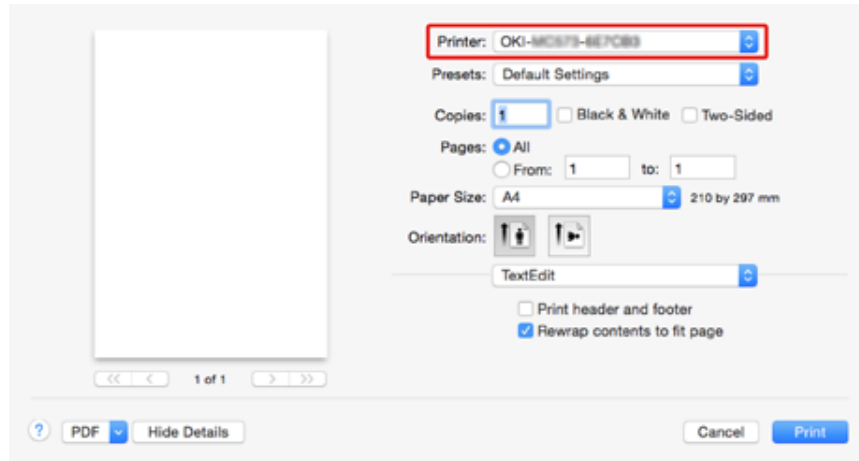 Printer: OKI-
Presets: Default Settings
Copies: 1 Black & White Two-Sided
Pages: All
From: 1 to: 1
Paper Size: A4 210 by 297 mm
Orientation:
TextEdit
Print header and footer
Rewrap contents to fit page
<< < 1 of 1 > >>
? PDF Hide Details Cancel Print